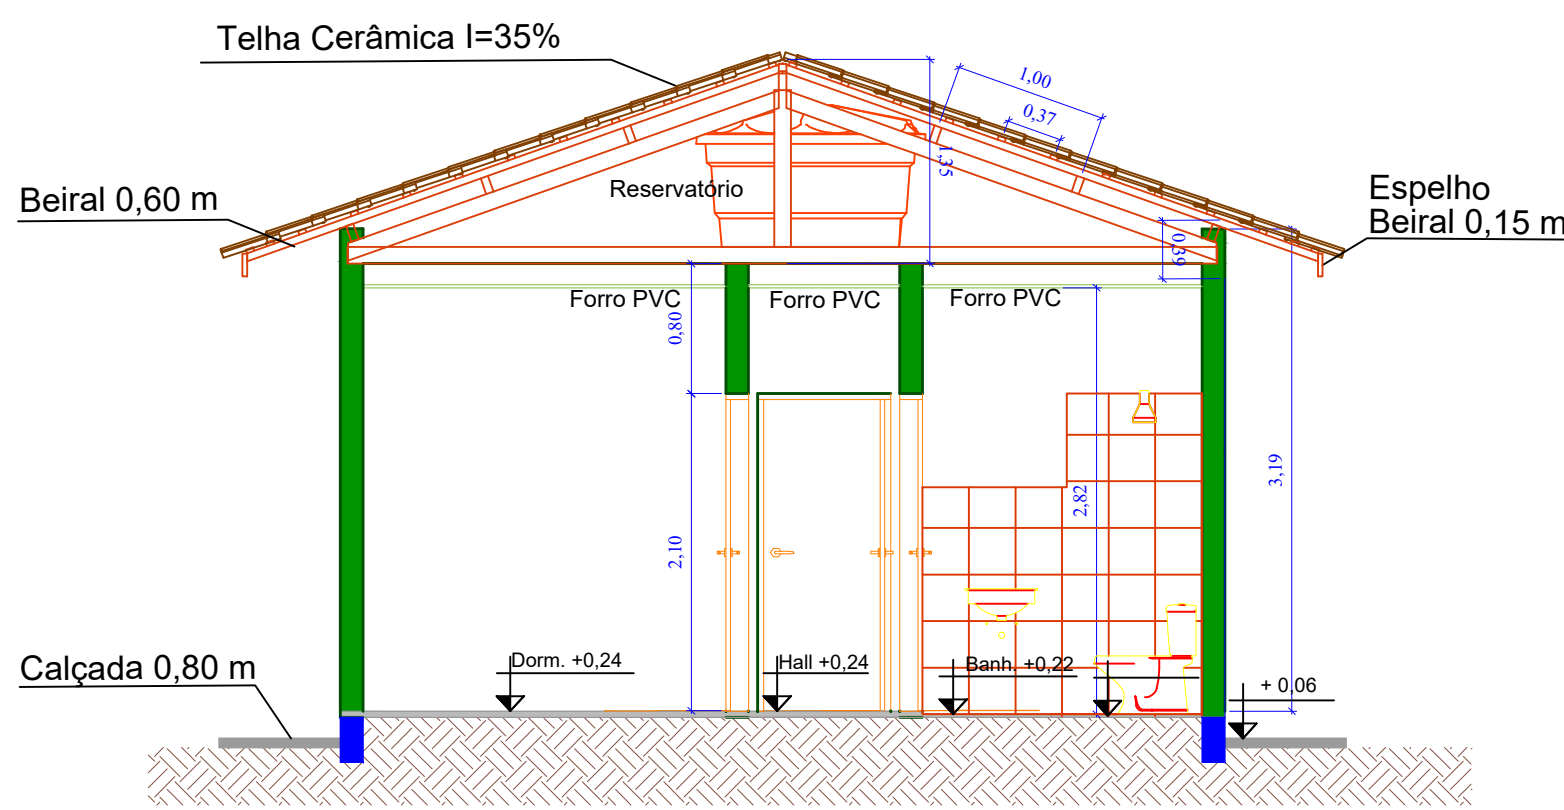 Telha Cerâmica I=35%
1,00
0,37
1,35
Beiral 0,60 m
Reservatório
Espelho
Beiral 0,15 m
0,39
Forro PVC
Forro PVC
Forro PVC
0,80
2,10
2,82
3,19
Calçada 0,80 m
Dorm. +0,24
Hall +0,24
Banh. +0,22
+ 0,06